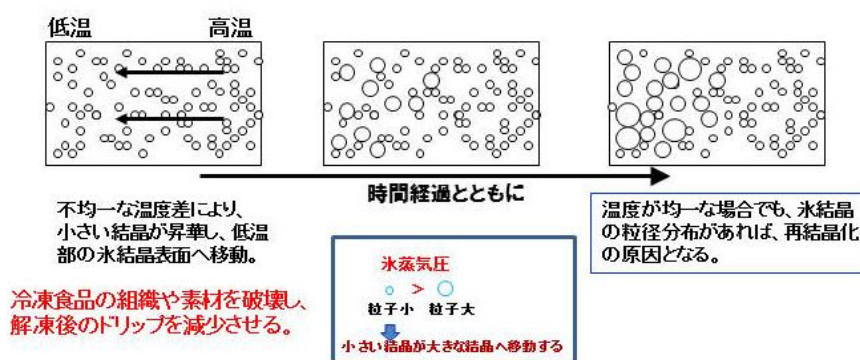 低温
高温
時間経過とともに
不均一な温度差により、
小さい結晶が昇華し、低温
部の氷結晶表面へ移動。
温度が均一な場合でも、氷結晶
の粒径分布があれば、再結晶化
の原因となる。
冷凍食品の組織や素材を破壊し、
解凍後のドリップを減少させる。
氷蒸気圧
>
粒子小 粒子大
小さい結晶が大きな結晶へ移動する